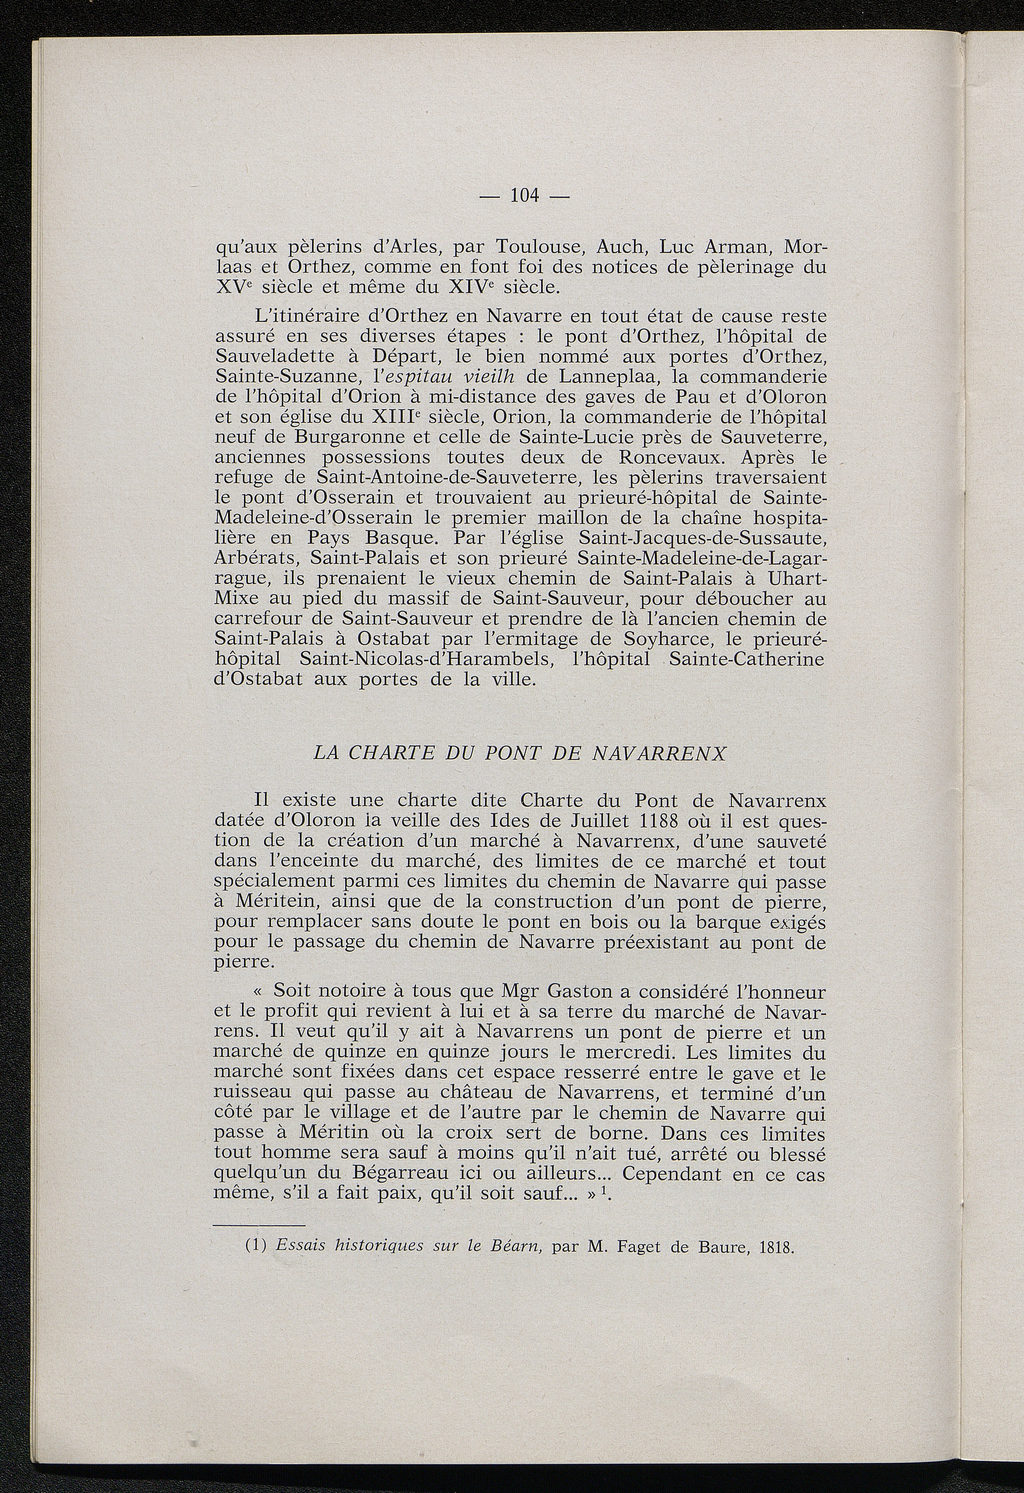 — 104 —
qu'aux pèlerins d'Arles, par Toulouse, Auch, Luc Arman, Mor-
laas et Orthez, comme en font foi des notices de pèlerinage du
XVe siècle et même du XIVe siècle.
L'itinéraire d'Orthez en Navarre en tout état de cause reste
assuré en ses diverses étapes : le pont d'Orthez, l'hôpital de
Sauveladette à Départ, le bien nommé aux portes d'Orthez,
Sainte-Suzanne, l'espitau vieilh de Lanneplaa, la commanderie
de l'hôpital d'Orion à mi-distance des gaves de Pau et d'Oloron
et son église du XIIIe siècle, Orion, la commanderie de l'hôpital
neuf de Burgaronne et celle de Sainte-Lucie près de Sauveterre,
anciennes possessions toutes deux de Roncevaux. Après le
refuge de Saint-Antoine-de-Sauveterre, les pèlerins traversaient
le pont d'Osserain et trouvaient au prieuré-hôpital de Sainte-
Madeleine-d'Osserain le premier maillon de la chaîne hospita-
lière en Pays Basque. Par l'église Saint-Jacques-de-Sussaute,
Arbérats, Saint-Palais et son prieuré Sainte-Madeleine-de-Lagar-
rague, ils prenaient le vieux chemin de Saint-Palais à Uhart-
Mixe au pied du massif de Saint-Sauveur, pour déboucher au
carrefour de Saint-Sauveur et prendre de là l'ancien chemin de
Saint-Palais à Ostabat par l'ermitage de Soyharce, le prieuré-
hôpital Saint-Nicolas-d'Harambels, l'hôpital Sainte-Catherine
d'Ostabat aux portes de la ville.
LA CHARTE DU PONT DE NAVARRENX
Il existe une charte dite Charte du Pont de Navarrenx
datée d'Oloron la veille des Ides de Juillet 1188 où il est ques-
tion de la création d'un marché à Navarrenx, d'une sauveté
dans l'enceinte du marché, des limites de ce marché et tout
spécialement parmi ces limites du chemin de Navarre qui passe
à Méritein, ainsi que de la construction d'un pont de pierre,
pour remplacer sans doute le pont en bois ou la barque exigés
pour le passage du chemin de Navarre préexistant au pont de
pierre.
« Soit notoire à tous que Mgr Gaston a considéré l'honneur
et le profit qui revient à lui et à sa terre du marché de Navar-
rens. Il veut qu'il y ait à Navarrens un pont de pierre et un
marché de quinze en quinze jours le mercredi. Les limites du
marché sont fixées dans cet espace resserré entre le gave et le
ruisseau qui passe au château de Navarrens, et terminé d'un
côté par le village et de l'autre par le chemin de Navarre qui
passe à Méritin où la croix sert de borne. Dans ces limites
tout homme sera sauf à moins qu'il n'ait tué, arrêté ou blessé
quelqu'un du Bégarreau ici ou ailleurs... Cependant en ce cas
même, s'il a fait paix, qu'il soit sauf... » 1.
(1) Essais historiques sur le Béarn, par M. Faget de Baure, 1818.